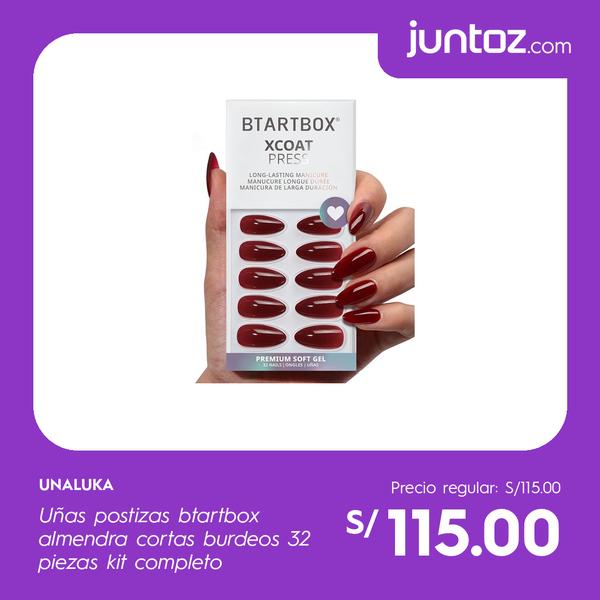 juntoz.com
BTARTBOX®
XCOAT
PRESS
LONG-LASTING MANICURE
MANUCURE LONGUE DURÉE
MANICURA DE LARGA DURACIÓN
PREMIUM SOFT GEL
32 NAILS | ONGLES | UÑAS
UNALUKA
Uñas postizas btartbox
almendra cortas burdeos 32
piezas kit completo
Precio regular: S/115.00
S/ 115.00